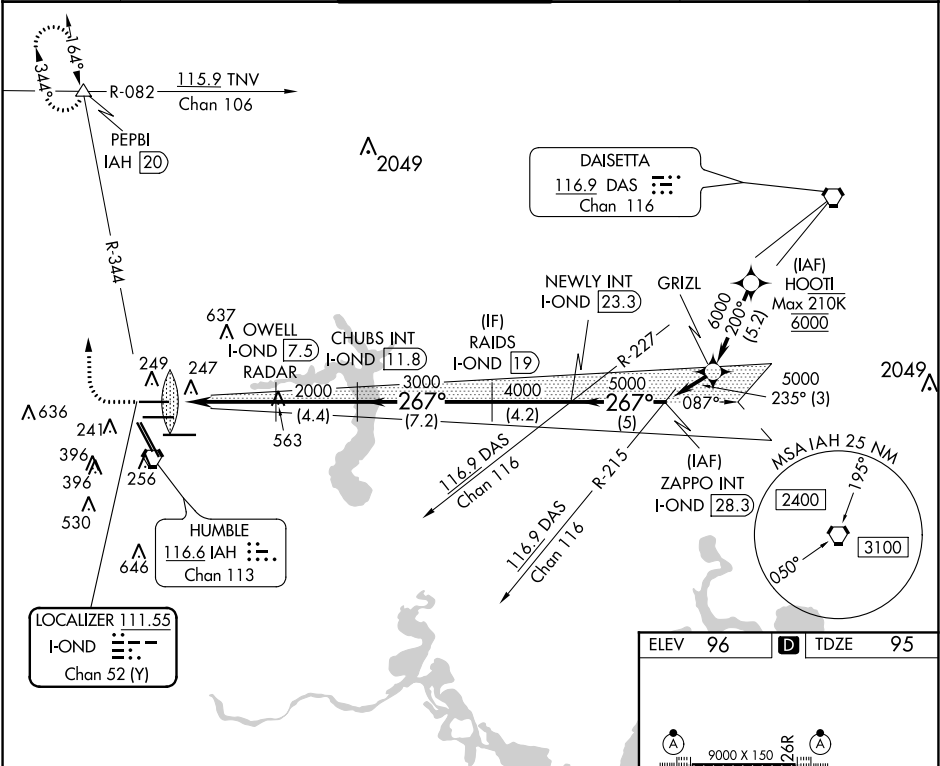 164°
344°
R-082
115.9 TNV
Chan 106
PEPBI
IAH 20
2049
DAISETTA
116.9 DAS
Chan 116
R-344
NEWLY INT
I-OND 23.3
GRIZL
(IAF)
HOOTI
Max 210K
6000
6000
200°
(5.2)
637
OWELL
I-OND 7.5
RADAR
CHUBS INT
I-OND 11.8
(IF)
RAIDS
I-OND 19
R-227
249
247
2000
3000
4000
5000
267°
267°
087°
5000
235° (3)
2049
(4.4)
(7.2)
(4.2)
(5)
636
241
563
396
396
256
530
116.9 DAS
Chan 116
R-215
(IAF)
ZAPPO INT
I-OND 28.3
MSA IAH 25 NM
195°
2400
3100
050°
116.9 DAS
Chan 116
HUMBLE
116.6 IAH
Chan 113
646
LOCALIZER 111.55
I-OND
Chan 52 (Y)
ELEV 96
D
TDZE 95
A
9000 X 150
26R
A